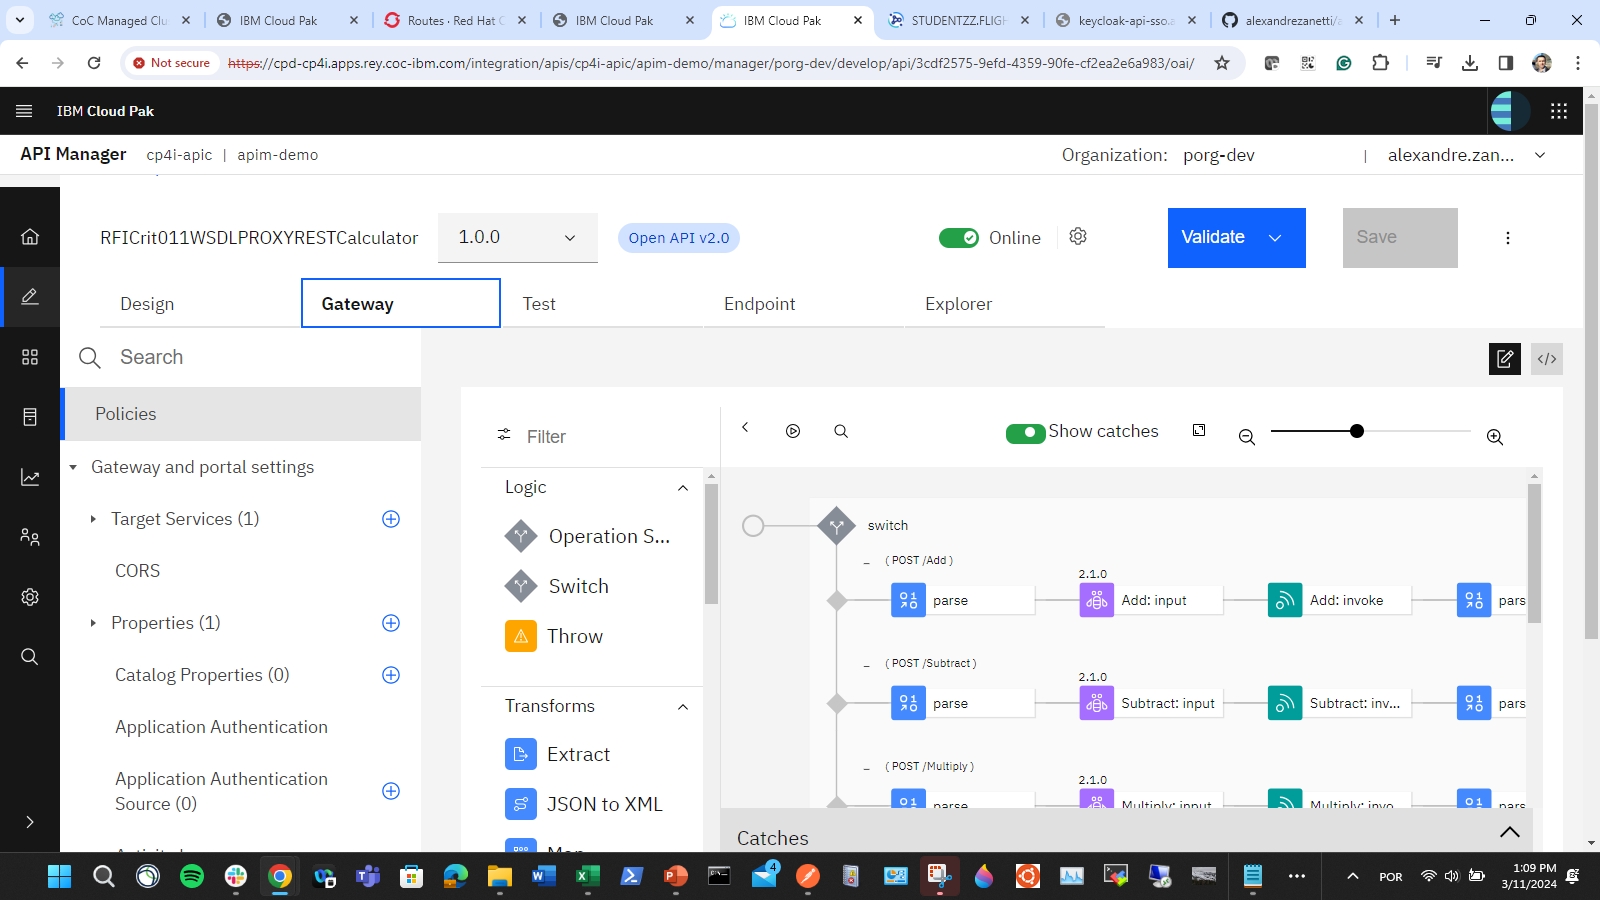 CoC Managed Clu
IBM Cloud Pak
Routes · Red Hat C
IBM Cloud Pak
IBM Cloud Pak
STUDENTZZ.FLIGH
keycloak-api-sso.a
alexandrezanetti/a
Not secure
https://cpd-cp4i.apps.rey.coc-ibm.com/integration/apis/cp4i-apic/apim-demo/manager/porg-dev/develop/api/3cdf2575-9efd-4359-90fe-cf2ea2e6a983/oai/
IBM Cloud Pak
API Manager cp4i-apic | apim-demo
Organization: porg-dev | alexandre.zan...
RFICrit011WSDLPROXYRESTCalculator
1.0.0
Open API v2.0
Online
Validate
Save
Design
Gateway
Test
Endpoint
Explorer
Search
Policies
Gateway and portal settings
Target Services (1)
CORS
Properties (1)
Catalog Properties (0)
Application Authentication
Application Authentication
Source (0)
Filter
Logic
Operation S...
Switch
Throw
Transforms
Extract
JSON to XML
Map
Show catches
switch
( POST /Add )
parse
2.1.0
Add: input
Add: invoke
pars
( POST /Subtract )
parse
2.1.0
Subtract: input
Subtract: inv...
pars
( POST /Multiply )
parse
2.1.0
Multiply: input
Multiply: invo
pars
Catches
4
POR
1:09 PM
3/11/2024